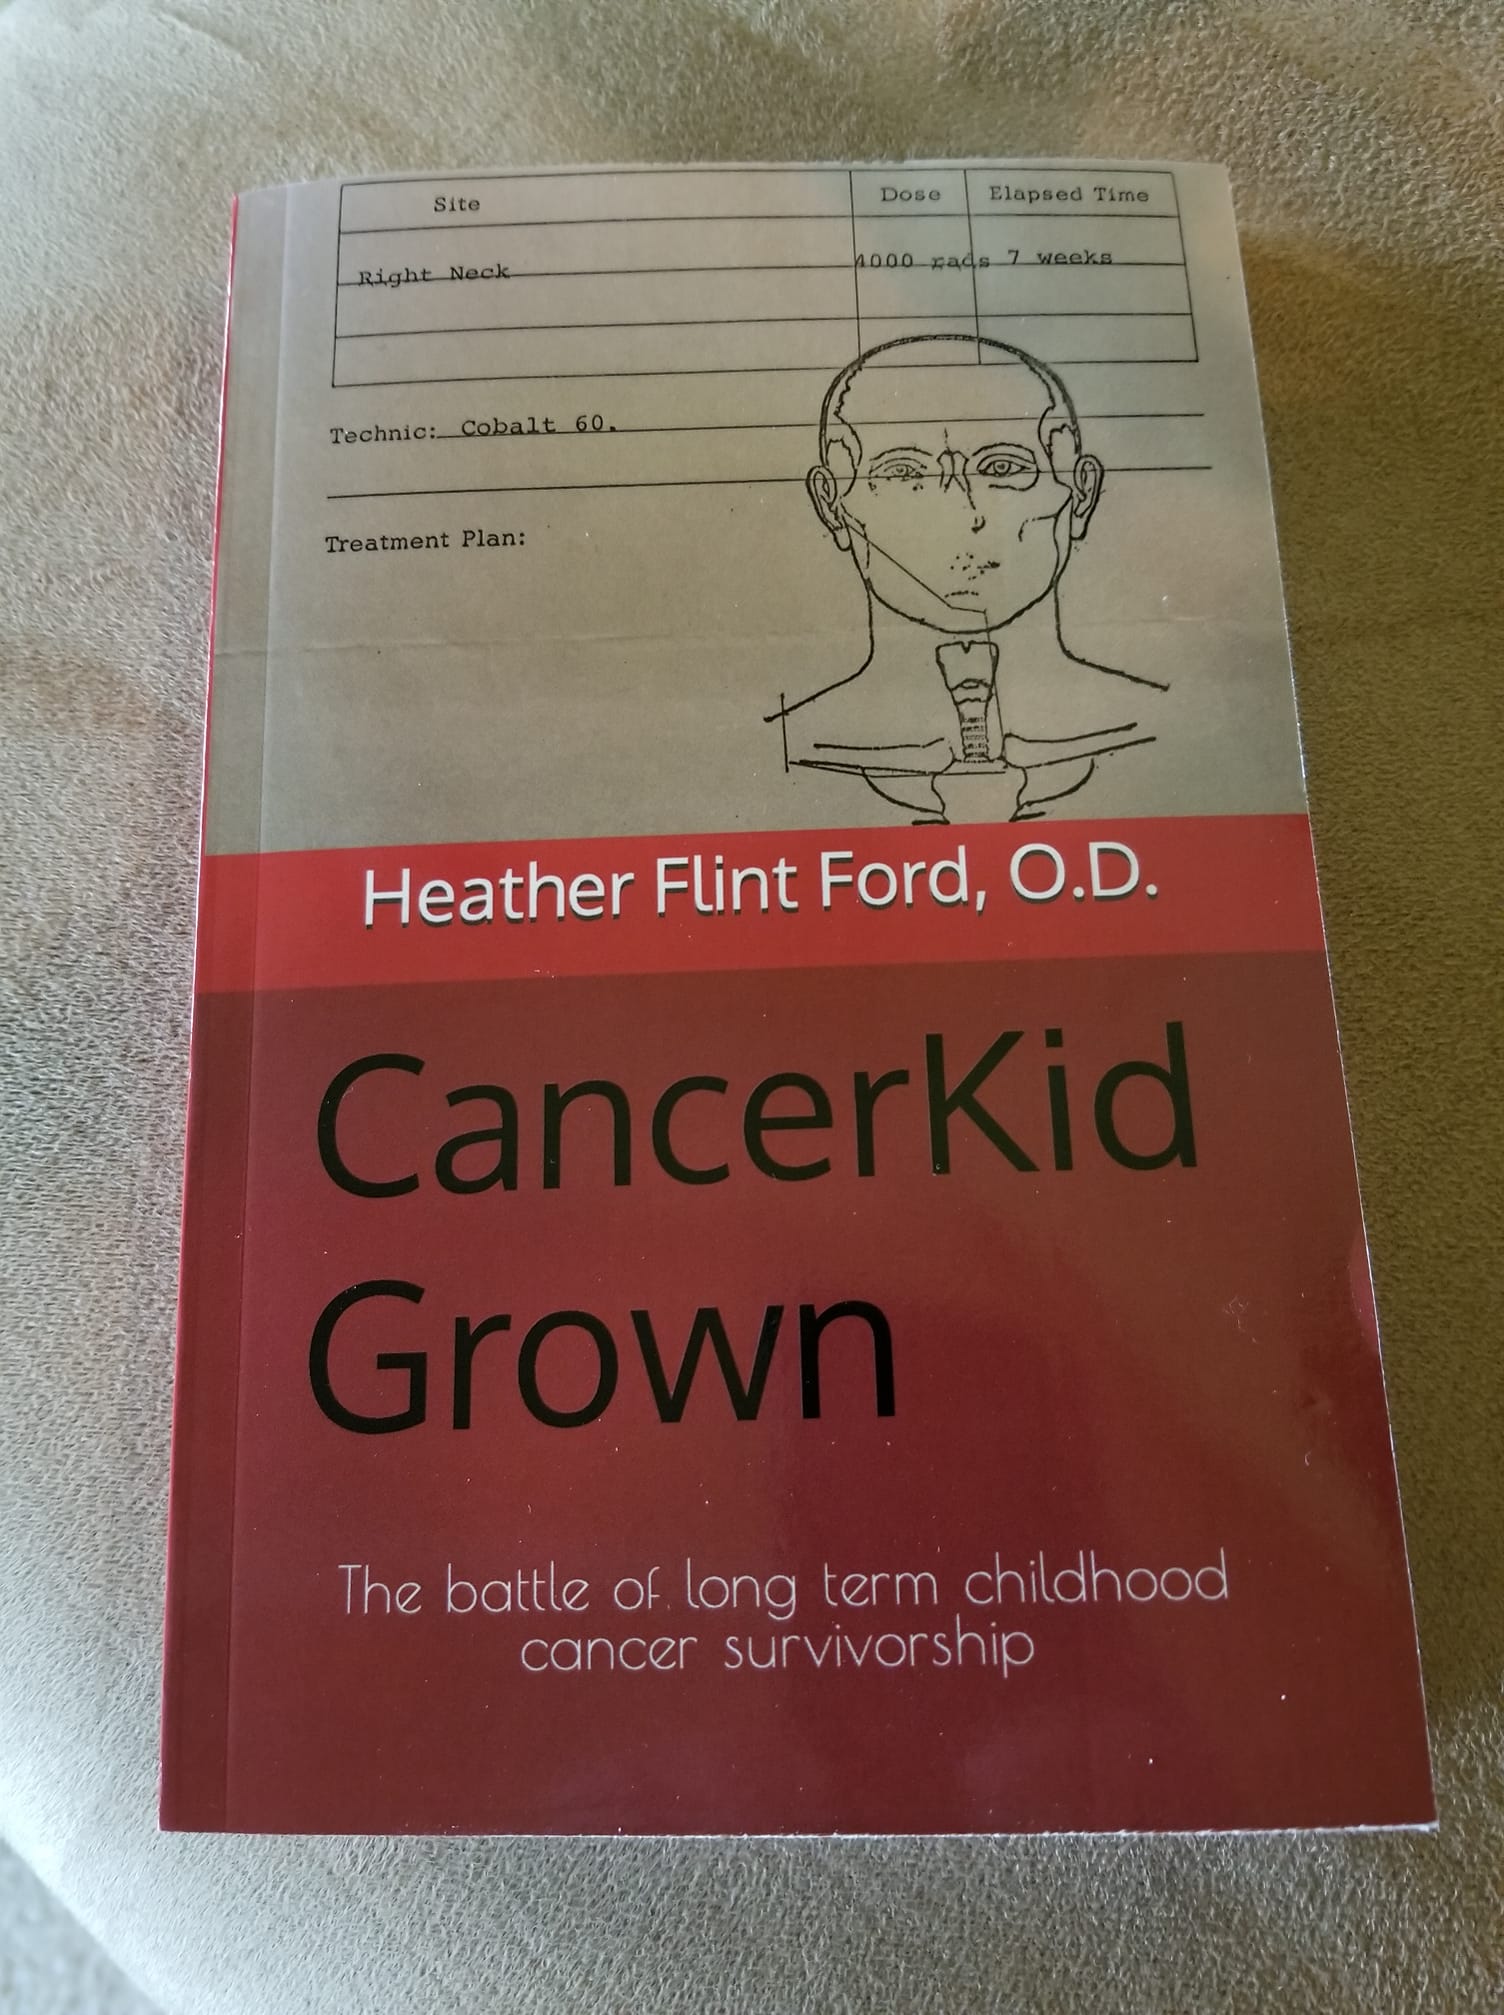 Site Dose Elapsed Time
Right Neck 4000 rads 7 weeks
Technic: Cobalt 60.
Treatment Plan:
Heather Flint Ford, O.D.
CancerKid
Grown
The battle of long term childhood
cancer survivorship